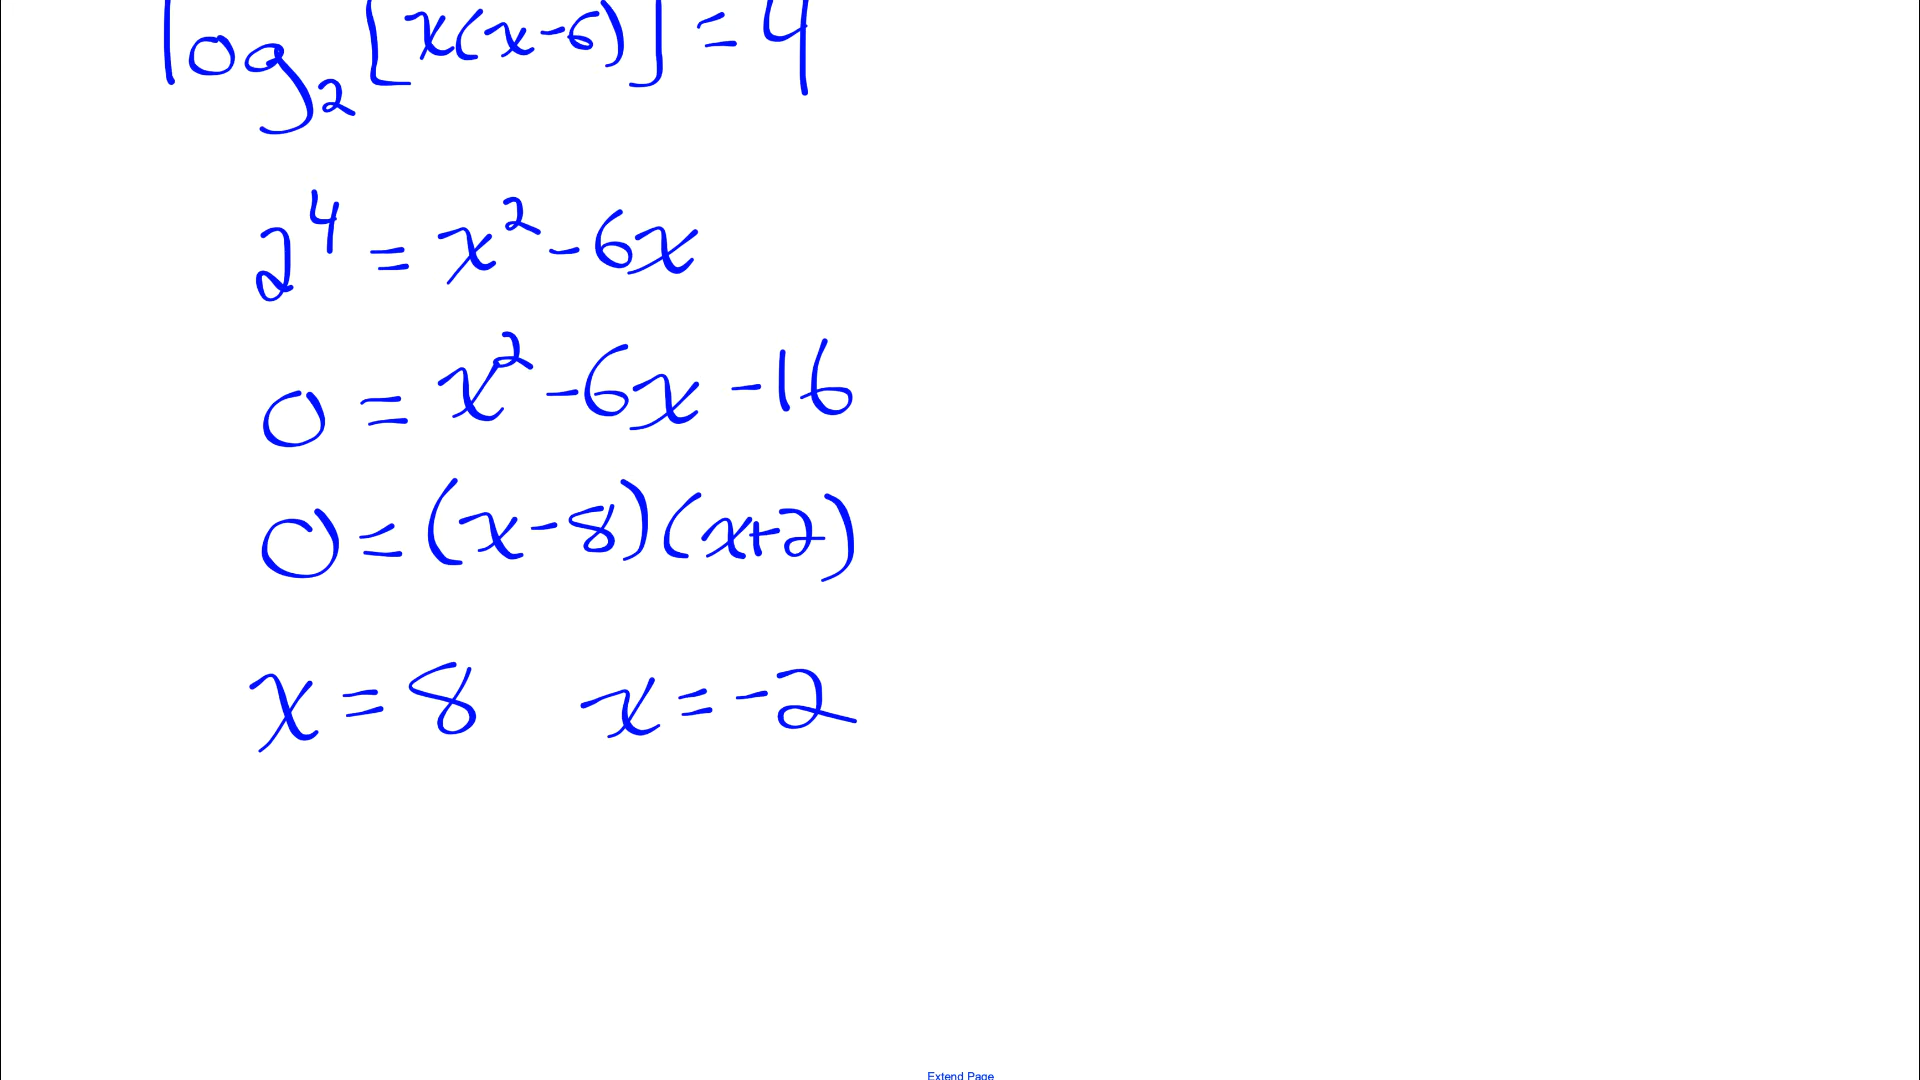 log₂[x(x-6)] = 4
2⁴ = x² - 6x
0 = x² - 6x - 16
0 = (x-8)(x+2)
x = 8 x = -2
Extend Page